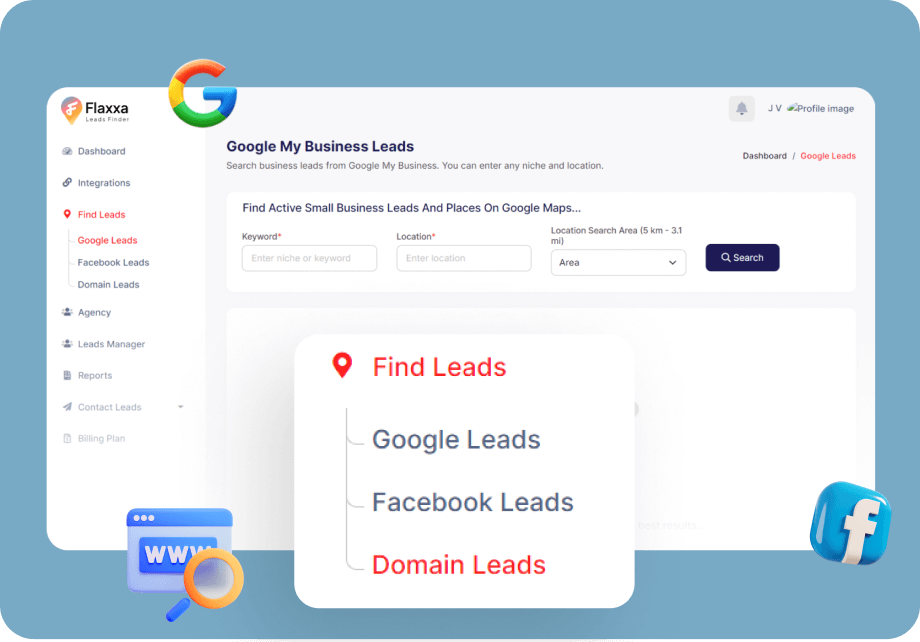 Flaxxa
Leads Finder
J V Profile image
Dashboard
Integrations
Find Leads
Google Leads
Facebook Leads
Domain Leads
Agency
Leads Manager
Reports
Contact Leads
Billing Plan
Google My Business Leads
Search business leads from Google My Business. You can enter any niche and location.
Dashboard / Google Leads
Find Active Small Business Leads And Places On Google Maps...
Keyword*
Enter niche or keyword
Location*
Enter location
Location Search Area (5 km - 3.1
mi)
Area
Search
best results...
Find Leads
Google Leads
Facebook Leads
Domain Leads
WWW
f